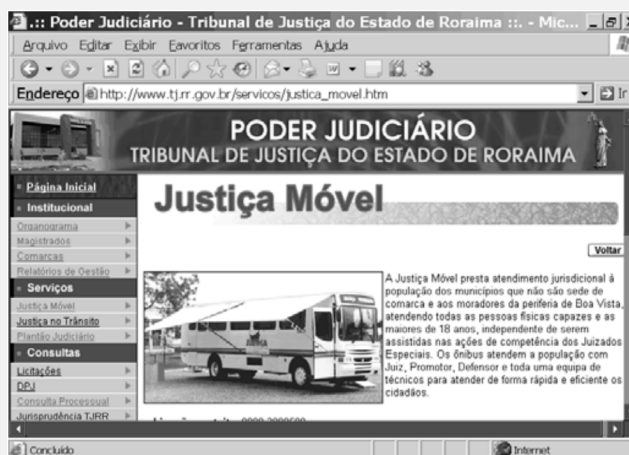 .:: Poder Judiciário - Tribunal de Justiça do Estado de Roraima ::. - Mic...
Arquivo Editar Exibir Favoritos Ferramentas Ajuda
Endereço http://www.tj.rr.gov.br/servicos/justica_movel.htm Ir
PODER JUDICIÁRIO
TRIBUNAL DE JUSTIÇA DO ESTADO DE RORAIMA
Página Inicial
Institucional
Organograma
Magistrados
Comarcas
Relatórios de Gestão
Serviços
Justiça Móvel
Justiça no Trânsito
Plantão Judiciário
Consultas
Licitações
DPJ
Consulta Processual
Jurisprudência TJRR
Justiça Móvel
Voltar
A Justiça Móvel presta atendimento jurisdicional à
população dos municípios que não são sede de
comarca e aos moradores da periferia de Boa Vista,
atendendo todas as pessoas físicas capazes e as
maiores de 18 anos, independente de serem
assistidas nas ações de competência dos Juizados
Especiais. Os ônibus atendem a população com
Juiz, Promotor, Defensor e toda uma equipa de
técnicos para atender de forma rápida e eficiente os
cidadãos.
Concluído
Internet